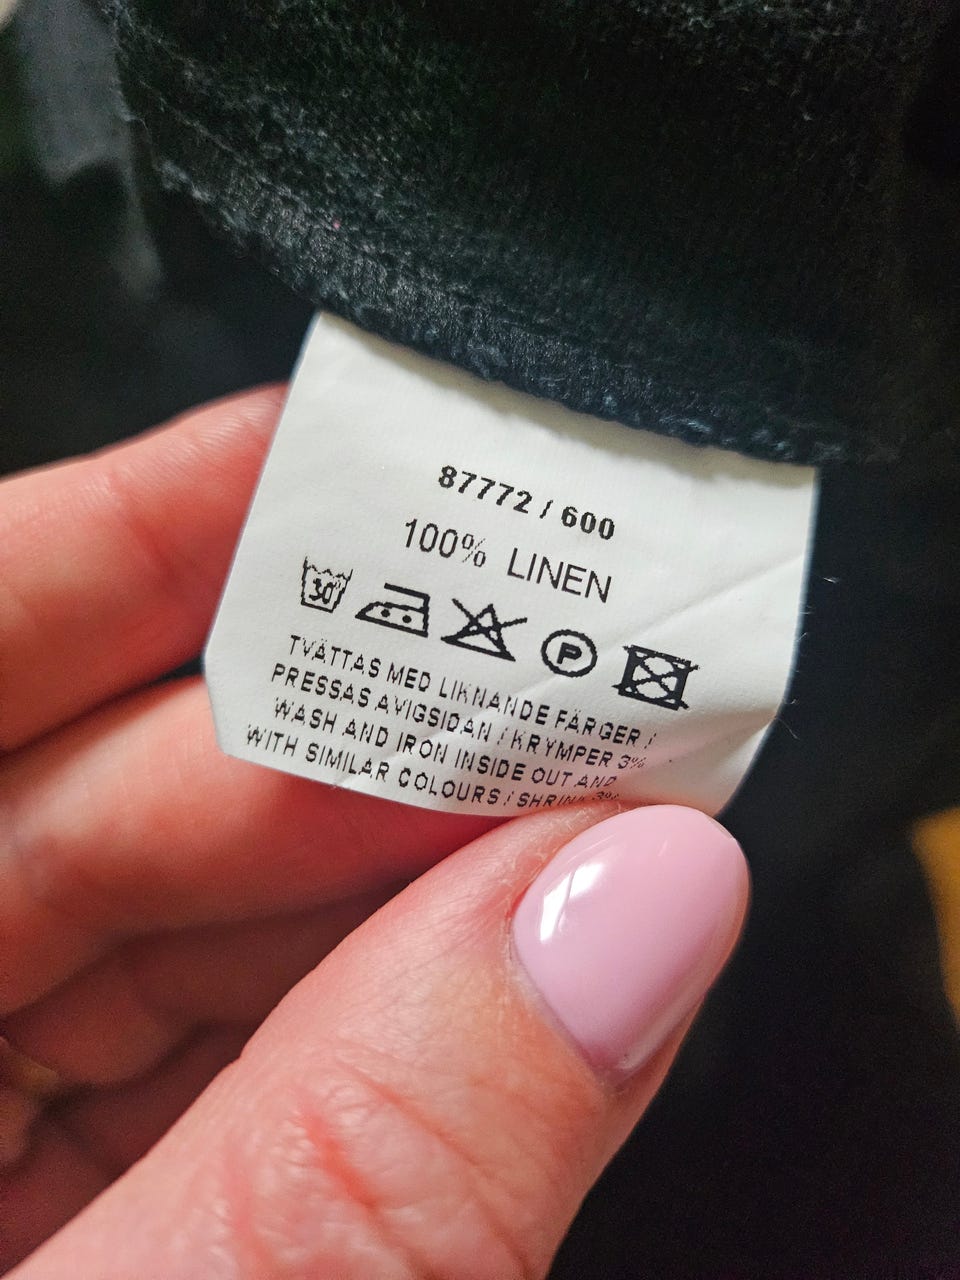 87772 / 600
100% LINEN
30
P
TVÄTTAS MED LIKNANDE FÄRGER /
PRESSAS AVIGSIDAN / KRYMPER 3%
WASH AND IRON INSIDE OUT AND
WITH SIMILAR COLOURS / SHRINK 3%